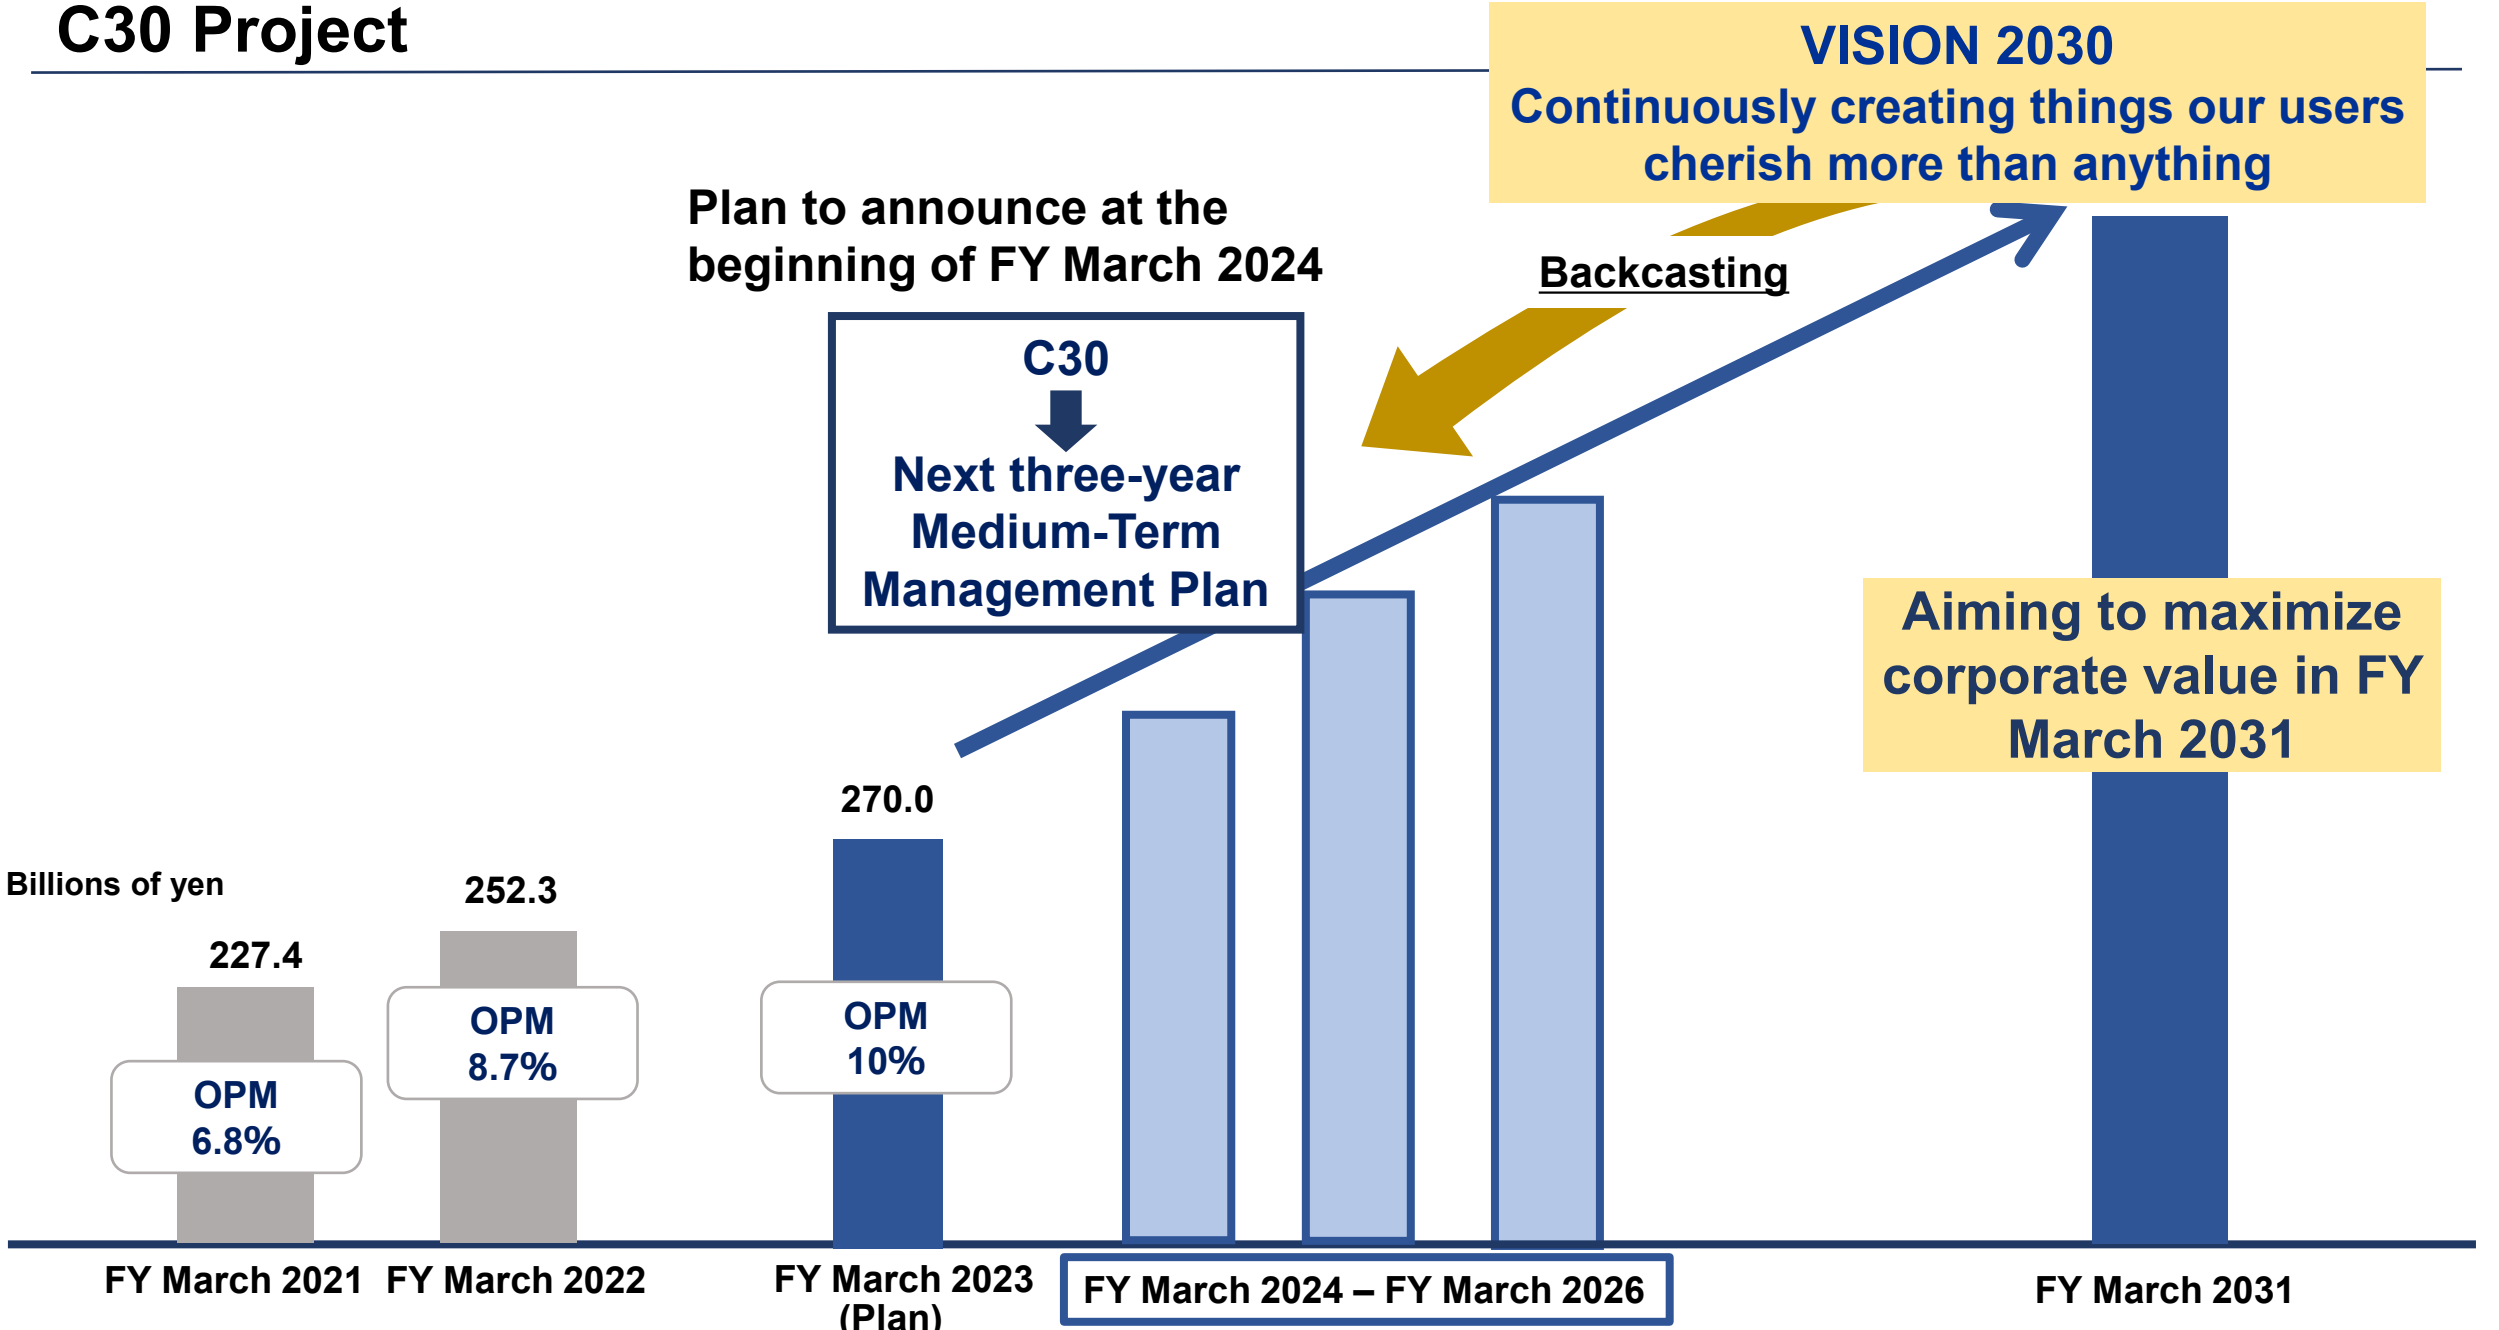 C30 Project
VISION 2030
Continuously creating things our users
cherish more than anything
Plan to announce at the
beginning of FY March 2024
Backcasting
C30
Next three-year
Medium-Term
Management Plan
Aiming to maximize
corporate value in FY
March 2031
Billions of yen
227.4
252.3
270.0
OPM
6.8%
OPM
8.7%
OPM
10%
FY March 2021
FY March 2022
FY March 2023
(Plan)
FY March 2024 – FY March 2026
FY March 2031